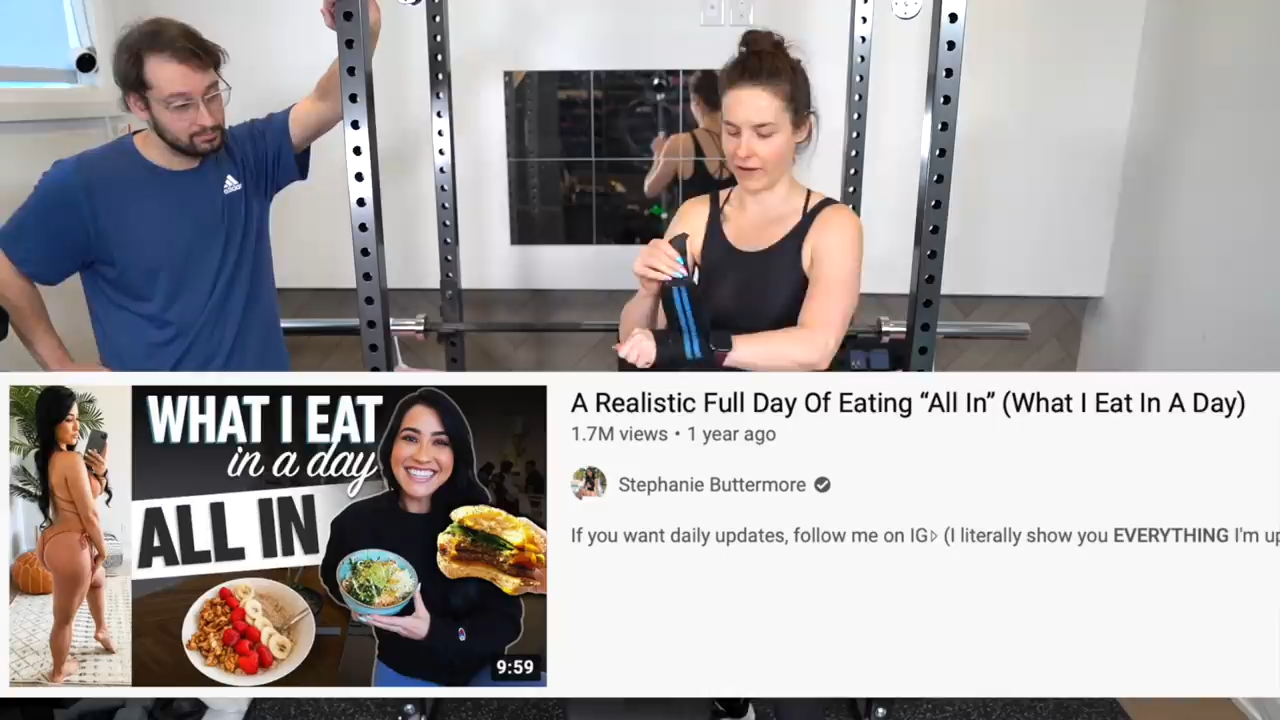 adidas
WHAT I EAT
in a day
ALL IN
9:59
A Realistic Full Day Of Eating “All In” (What I Eat In A Day)
1.7M views • 1 year ago
Stephanie Buttermore
If you want daily updates, follow me on IG▹ (I literally show you EVERYTHING I'm up